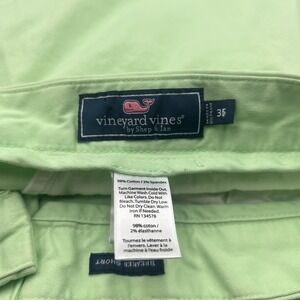 vineyard vines®
by Shep & Ian
36
98% Cotton / 2% Spandex
Turn Garment Inside Out.
Machine Wash Cold With
Like Colors. Do Not
Bleach, Tumble Dry Low.
Do Not Dry Clean. Warm
Iron if Needed.
RN 134576
98% cotton /
2% élasthanne
Tournez le vêtement à
l'envers. Laver à la
machine à l'eau froide
BREAKER SHORT